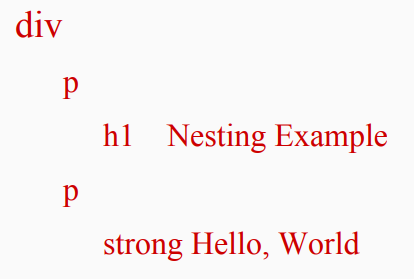 div
p
h1 Nesting Example
p
strong Hello, World